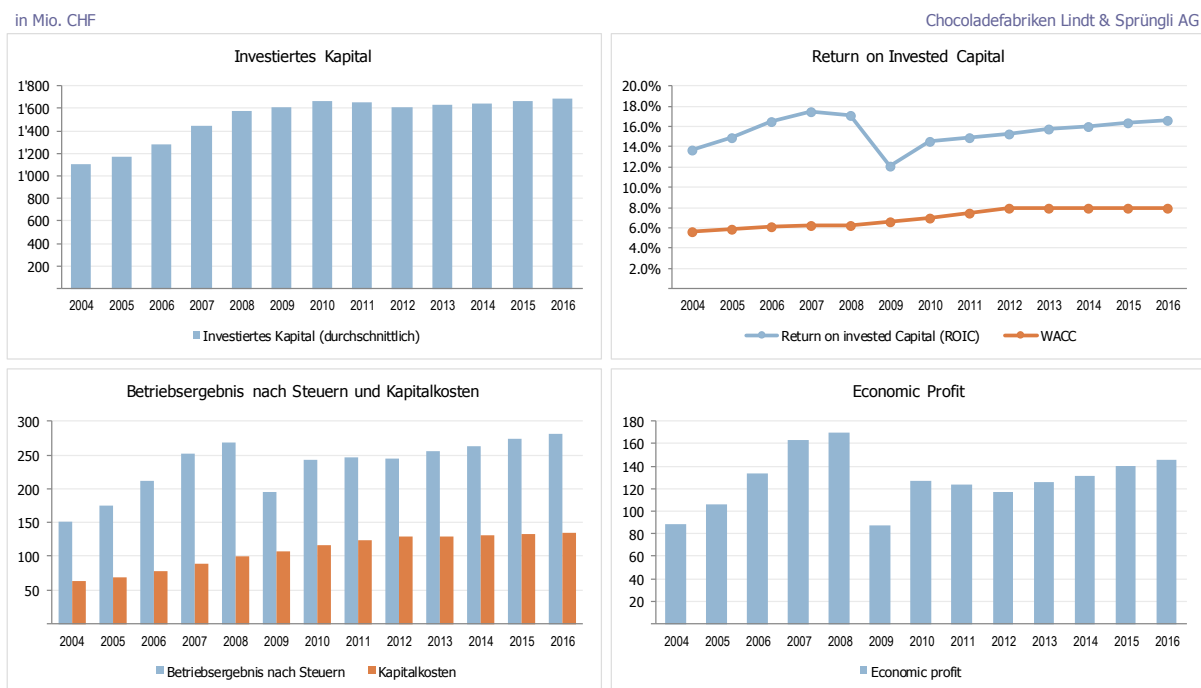 in Mio. CHF
Chocoladefabriken Lindt & Sprüngli AG
Investiertes Kapital
1'800
1'600
1'400
1'200
1'000
800
600
400
200
2004 2005 2006 2007 2008 2009 2010 2011 2012 2013 2014 2015 2016
Investiertes Kapital (durchschnittlich)
Return on Invested Capital
20.0%
18.0%
16.0%
14.0%
12.0%
10.0%
8.0%
6.0%
4.0%
2.0%
2004 2005 2006 2007 2008 2009 2010 2011 2012 2013 2014 2015 2016
Return on invested Capital (ROIC) WACC
Betriebsergebnis nach Steuern und Kapitalkosten
300
250
200
150
100
50
2004 2005 2006 2007 2008 2009 2010 2011 2012 2013 2014 2015 2016
Betriebsergebnis nach Steuern Kapitalkosten
Economic Profit
180
160
140
120
100
80
60
40
20
2004 2005 2006 2007 2008 2009 2010 2011 2012 2013 2014 2015 2016
Economic profit